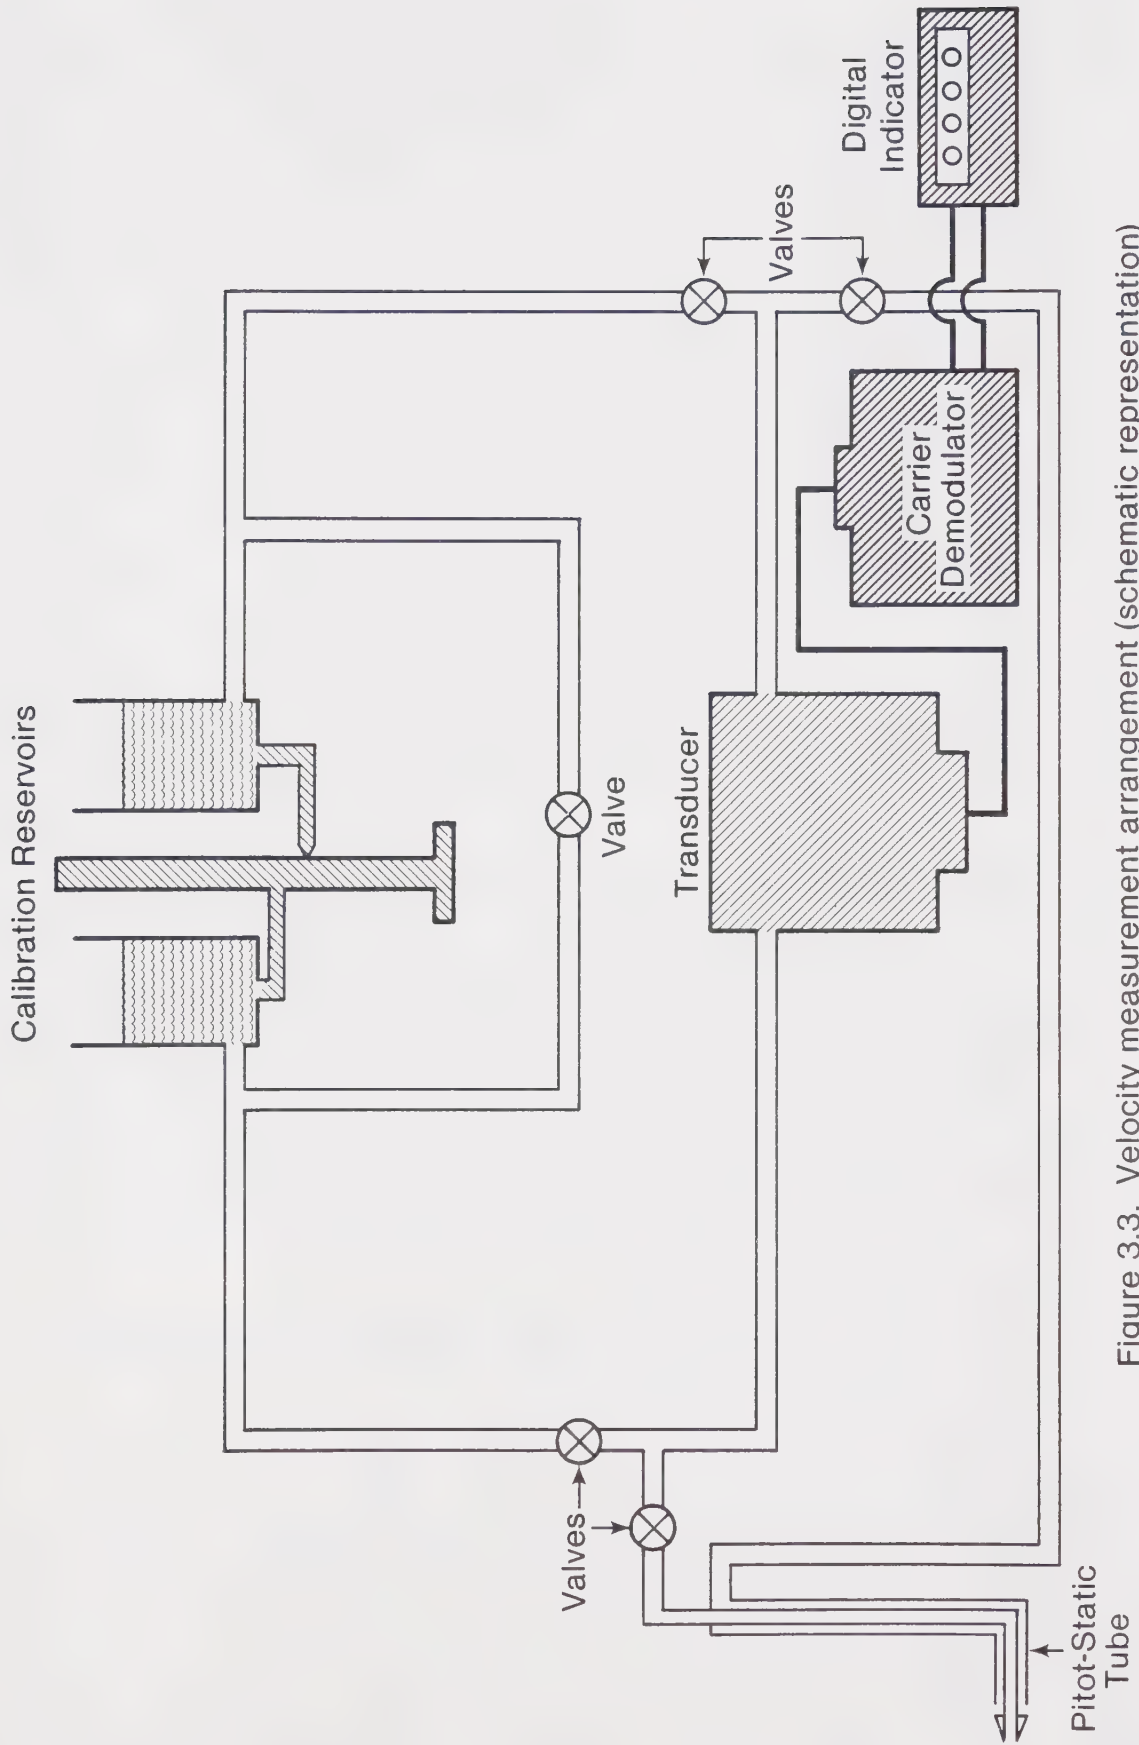 Calibration Reservoirs
Valve
Valves
Valves
Transducer
Digital
Indicator
Carrier
Demodulator
Pitot-Static
Tube
Figure 3.3. Velocity measurement arrangement (schematic representation)